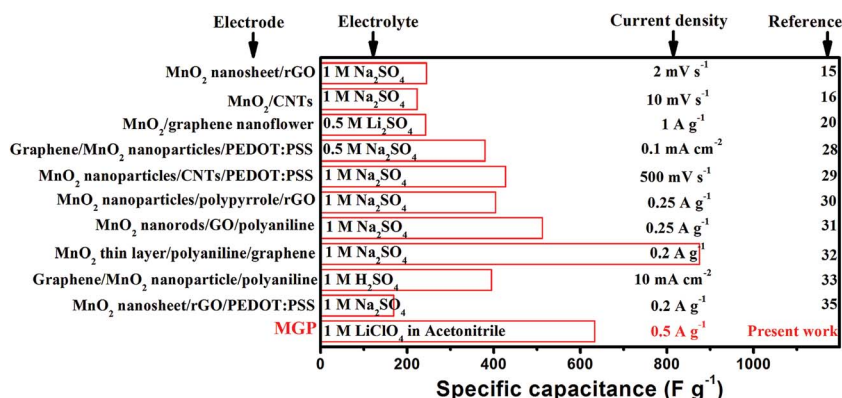 Electrode Electrolyte Current density Reference
MnO₂ nanosheet/rGO 1 M Na₂SO₄ 2 mV s⁻¹ 15
MnO₂/CNTs 1 M Na₂SO₄ 10 mV s⁻¹ 16
MnO₂/graphene nanoflower 0.5 M Li₂SO₄ 1 A g⁻¹ 20
Graphene/MnO₂ nanoparticles/PEDOT:PSS 0.5 M Na₂SO₄ 0.1 mA cm⁻² 28
MnO₂ nanoparticles/CNTs/PEDOT:PSS 1 M Na₂SO₄ 500 mV s⁻¹ 29
MnO₂ nanoparticles/polypyrrole/rGO 1 M Na₂SO₄ 0.25 A g⁻¹ 30
MnO₂ nanorods/GO/polyaniline 1 M Na₂SO₄ 0.25 A g⁻¹ 31
MnO₂ thin layer/polyaniline/graphene 1 M Na₂SO₄ 0.2 A g⁻¹ 32
Graphene/MnO₂ nanoparticle/polyaniline 1 M H₂SO₄ 10 mA cm⁻² 33
MnO₂ nanosheet/rGO/PEDOT:PSS 1 M Na₂SO₄ 0.2 A g⁻¹ 35
MGP 1 M LiClO₄ in Acetonitrile 0.5 A g⁻¹ Present work
0 200 400 600 800 1000
Specific capacitance (F g⁻¹)